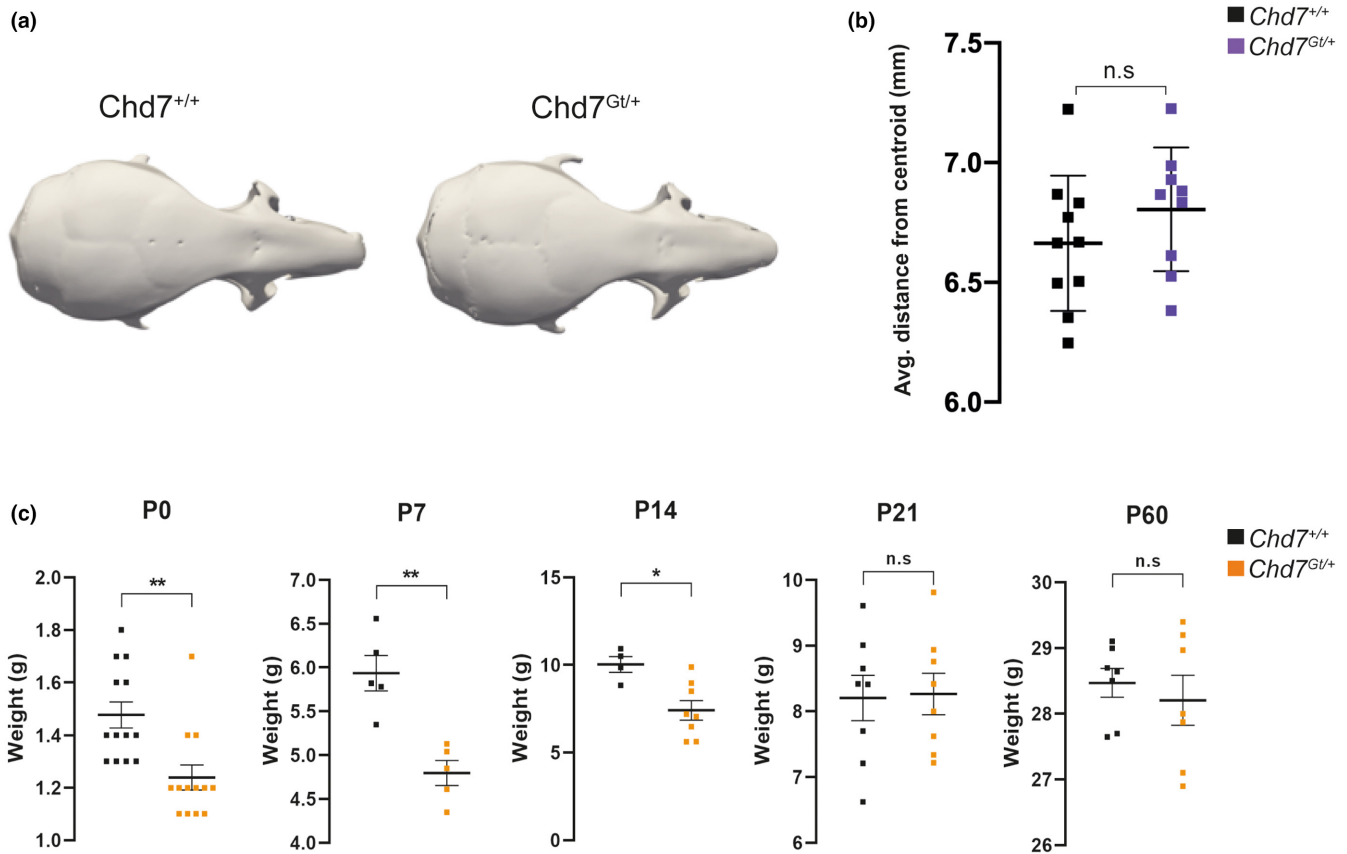 (a)
Chd7+/+
Chd7Gt/+
(b)
Chd7+/+
Chd7Gt/+
Avg. distance from centroid (mm)
7.5
7.0
6.5
6.0
n.s
(c)
P0
Weight (g)
2.0
1.8
1.6
1.4
1.2
1.0
**
P7
Weight (g)
7.0
6.5
6.0
5.5
5.0
4.5
4.0
**
P14
Weight (g)
15
10
5
0
*
P21
Weight (g)
10
9
8
7
6
n.s
P60
Weight (g)
30
29
28
27
26
n.s
Chd7+/+
Chd7Gt/+